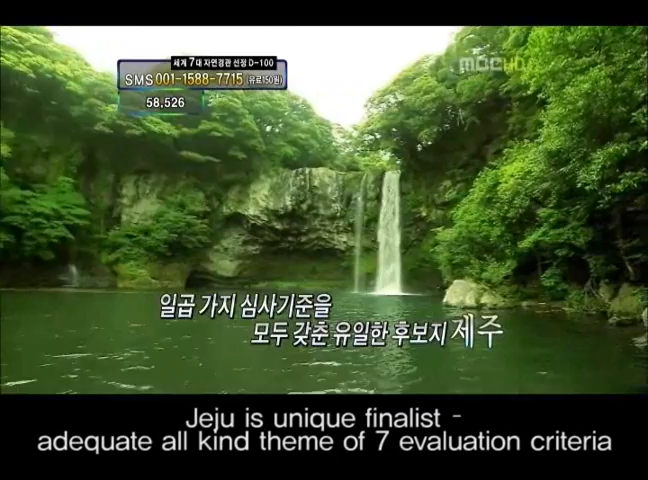 세계 7대 자연경관 선정 D-100
MBC HD
SMS 001-1588-7715 (유료150원)
58,526
일곱 가지 심사기준을
모두 갖춘 유일한 후보지 제주
Jeju is unique finalist -
adequate all kind theme of 7 evaluation criteria